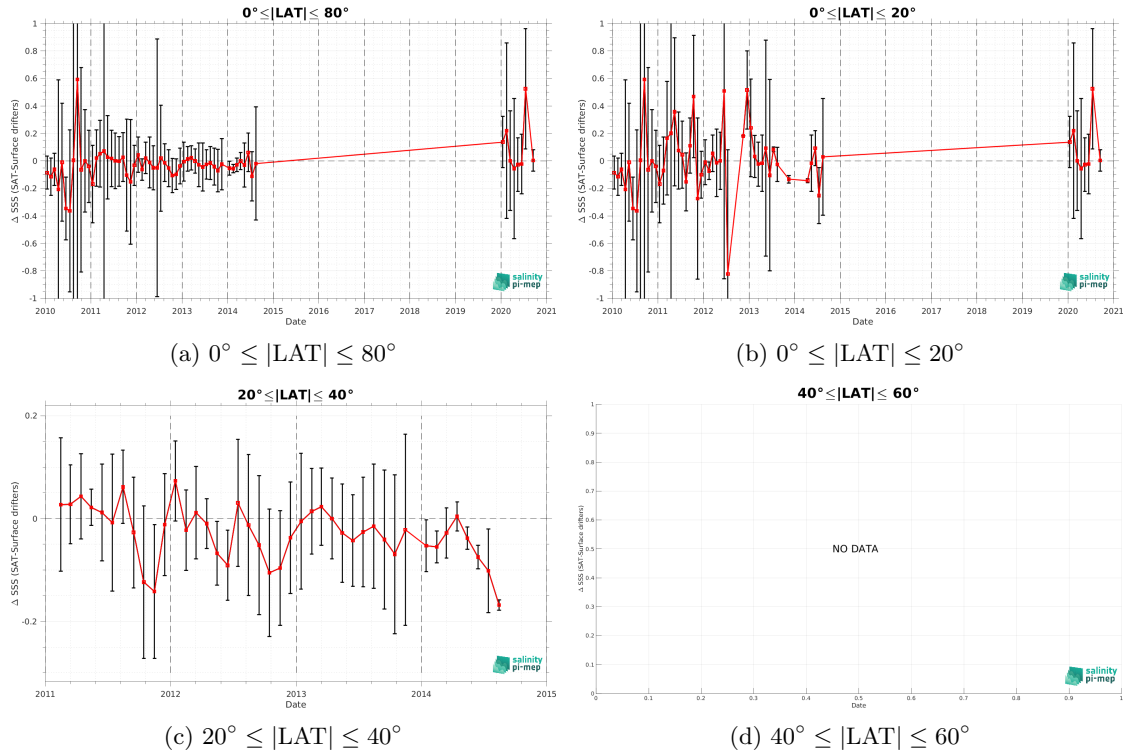 0°≤|LAT|≤ 80°
1
0.8
0.6
0.4
0.2
0
-0.2
-0.4
-0.6
-0.8
-1
Δ SSS (SAT-Surface drifters)
2010 2011 2012 2013 2014 2015 2016 2017 2018 2019 2020 2021
Date
salinity
pi-mep
(a) 0° ≤ |LAT| ≤ 80°
0°≤|LAT|≤ 20°
1
0.8
0.6
0.4
0.2
0
-0.2
-0.4
-0.6
-0.8
-1
Δ SSS (SAT-Surface drifters)
2010 2011 2012 2013 2014 2015 2016 2017 2018 2019 2020 2021
Date
salinity
pi-mep
(b) 0° ≤ |LAT| ≤ 20°
20°≤|LAT|≤ 40°
0.2
0
-0.2
Δ SSS (SAT-Surface drifters)
2011 2012 2013 2014 2015
Date
salinity
pi-mep
(c) 20° ≤ |LAT| ≤ 40°
40°≤|LAT|≤ 60°
1
0.9
0.8
0.7
0.6
0.5
0.4
0.3
0.2
0.1
0
Δ SSS (SAT-Surface drifters)
NO DATA
0 0.1 0.2 0.3 0.4 0.5 0.6 0.7 0.8 0.9 1
Date
salinity
pi-mep
(d) 40° ≤ |LAT| ≤ 60°